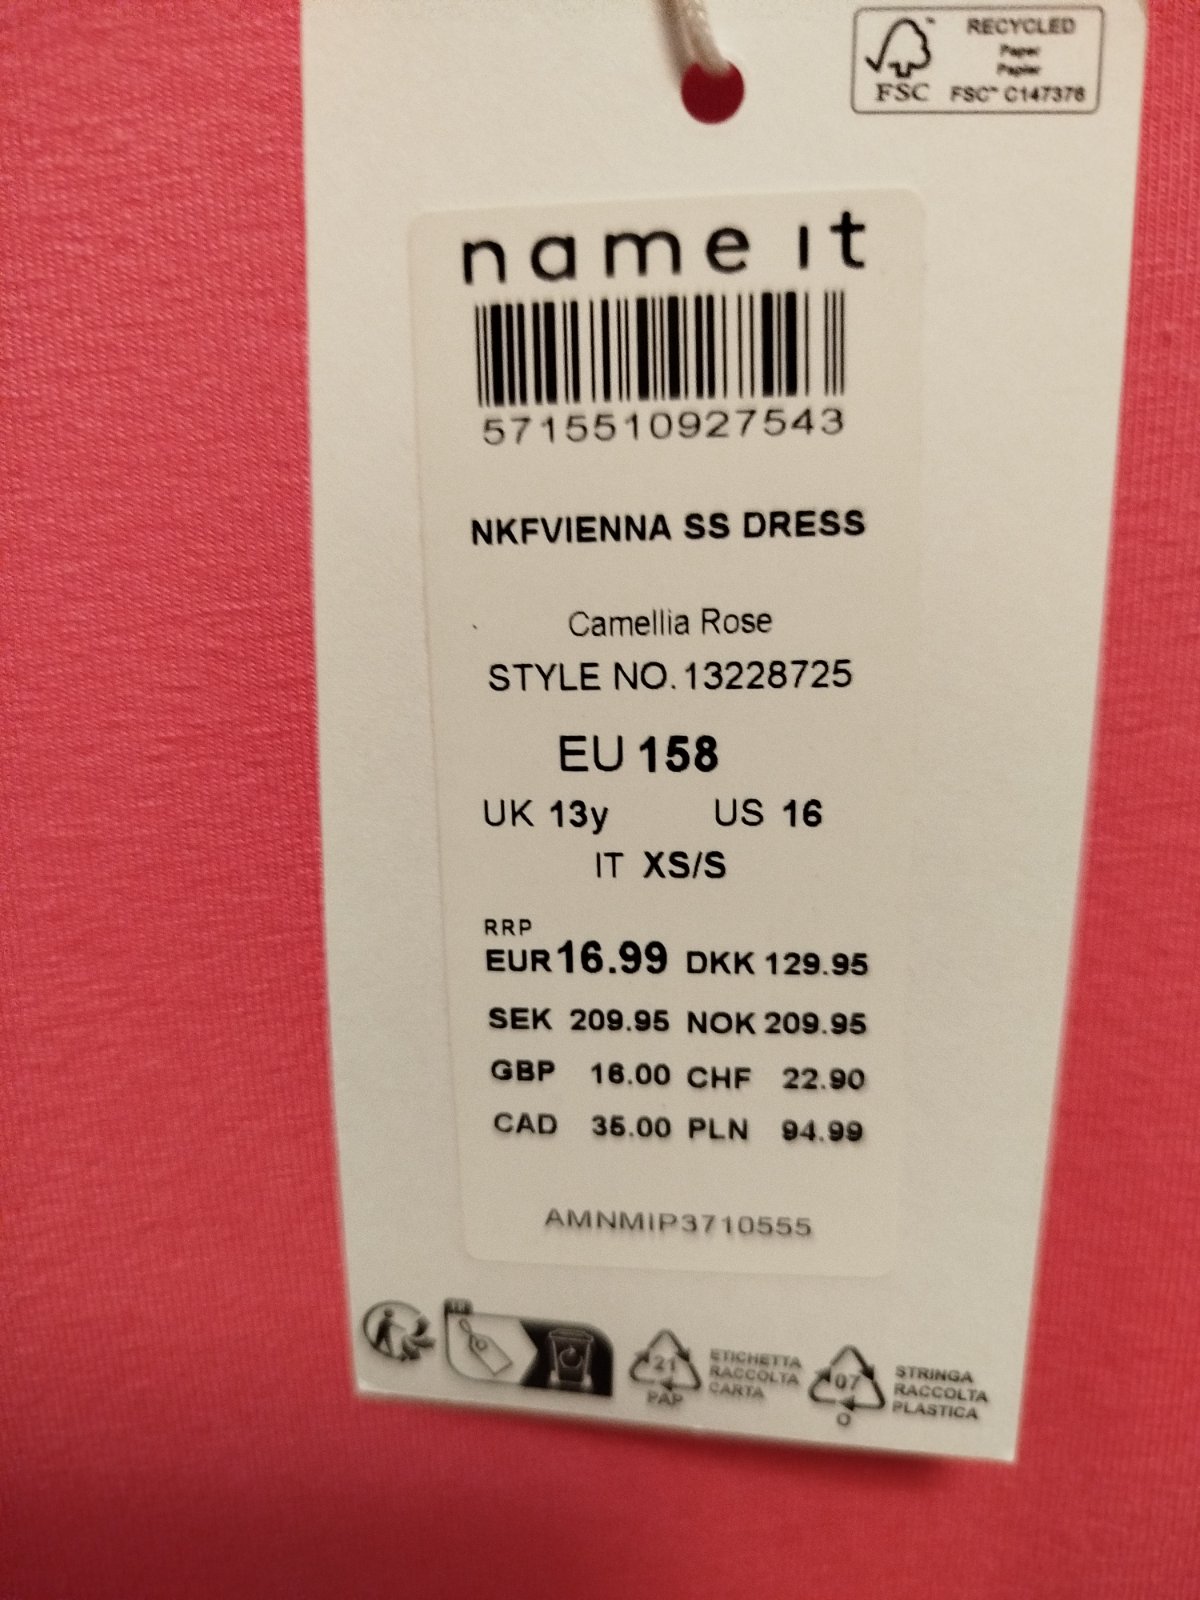 RECYCLED
Paper
Papier
FSC
FSC™ C147376
name it
5715510927543
NKFVIENNA SS DRESS
Camellia Rose
STYLE NO. 13228725
EU 158
UK 13y US 16
IT XS/S
RRP
EUR 16.99 DKK 129.95
SEK 209.95 NOK 209.95
GBP 16.00 CHF 22.90
CAD 35.00 PLN 94.99
AMNMIP3710555
21
PAP
ETICHETTA
RACCOLTA
CARTA
07
O
STRINGA
RACCOLTA
PLASTICA